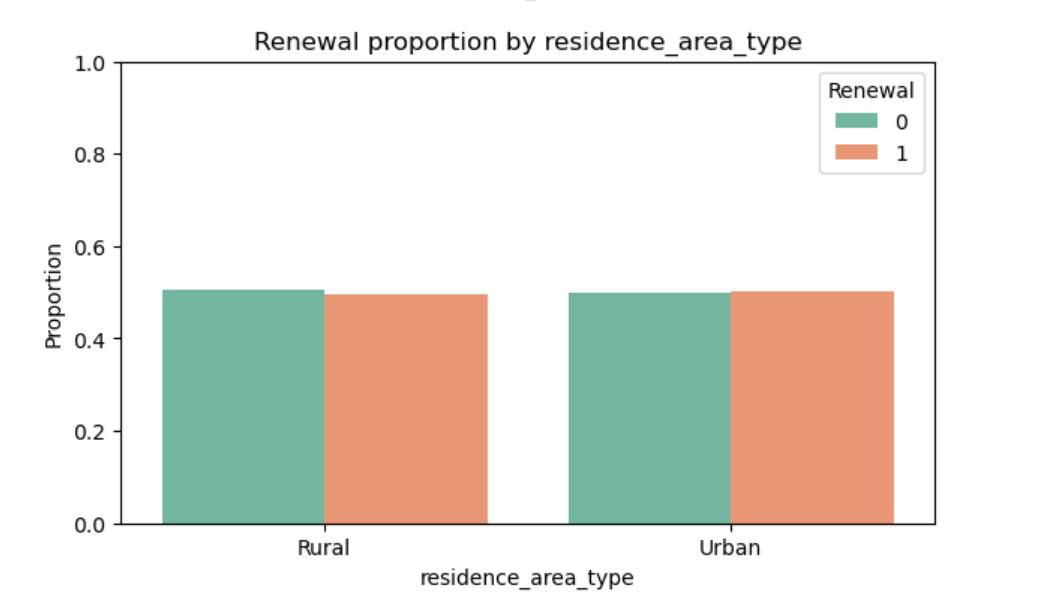 Renewal proportion by residence_area_type
1.0
0.8
0.6
0.4
0.2
0.0
Proportion
Renewal
0
1
Rural Urban
residence_area_type